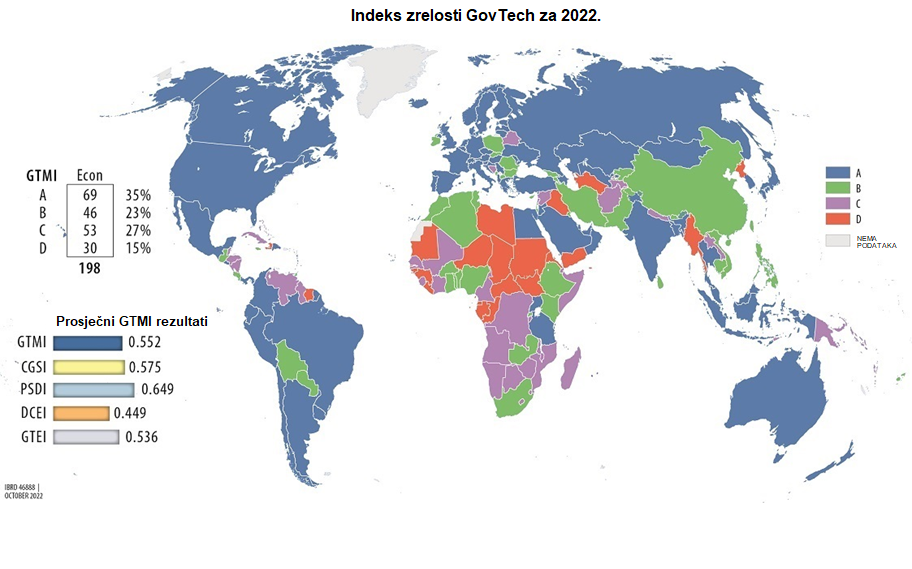 Indeks zrelosti GovTech za 2022.
GTMI Econ
A 69 35%
B 46 23%
C 53 27%
D 30 15%
198
A
B
C
D
NEMA
PODATAKA
Prosječni GTMI rezultati
GTMI 0.552
CGSI 0.575
PSDI 0.649
DCEI 0.449
GTEI 0.536
IBRD 46888 |
OCTOBER 2022